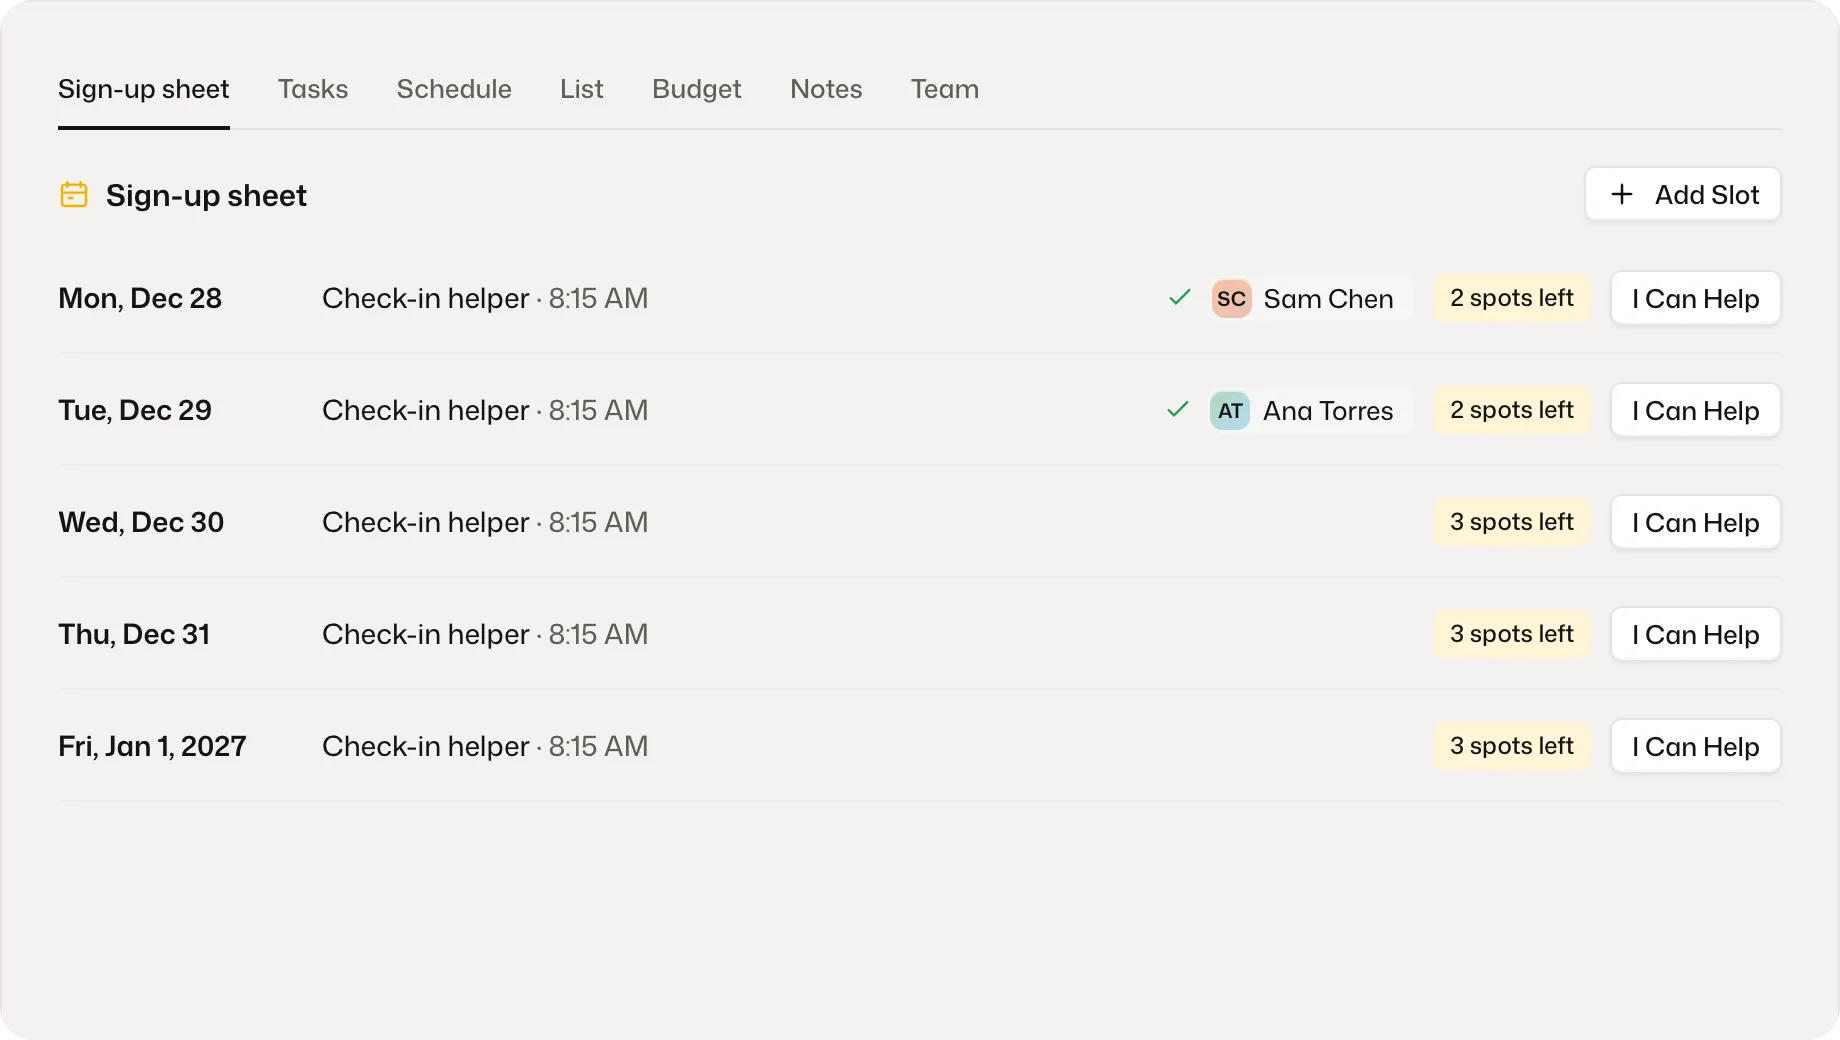 Sign-up sheet Tasks Schedule List Budget Notes Team
Sign-up sheet + Add Slot
Mon, Dec 28 Check-in helper · 8:15 AM SC Sam Chen 2 spots left I Can Help
Tue, Dec 29 Check-in helper · 8:15 AM AT Ana Torres 2 spots left I Can Help
Wed, Dec 30 Check-in helper · 8:15 AM 3 spots left I Can Help
Thu, Dec 31 Check-in helper · 8:15 AM 3 spots left I Can Help
Fri, Jan 1, 2027 Check-in helper · 8:15 AM 3 spots left I Can Help